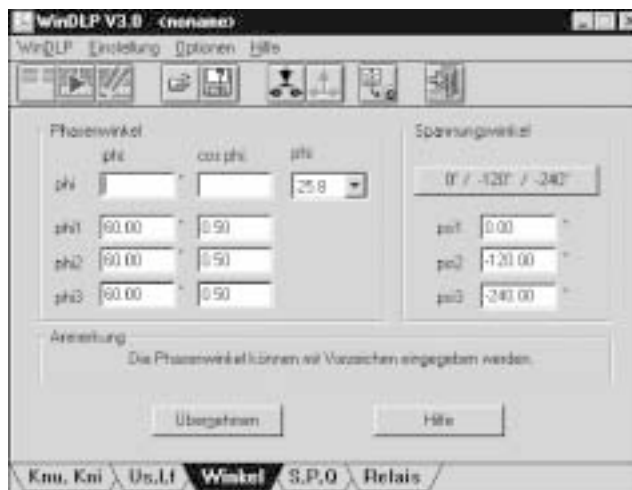 WinDLP V3.0 <noname>
WinDLP Einstellung Optionen Hilfe
Phasenwinkel
phi cos phi phi
phi ° 25.8
phi1 60.00 ° 0.50
phi2 60.00 ° 0.50
phi3 60.00 ° 0.50
Spannungswinkel
0° / -120° / -240°
psi1 0.00 °
psi2 -120.00 °
psi3 -240.00 °
Anmerkung
Die Phasenwinkel können mit Vorzeichen eingegeben werden.
Übernehmen Hilfe
Knu, Kni Us,Lf Winkel S,P,Q Relais